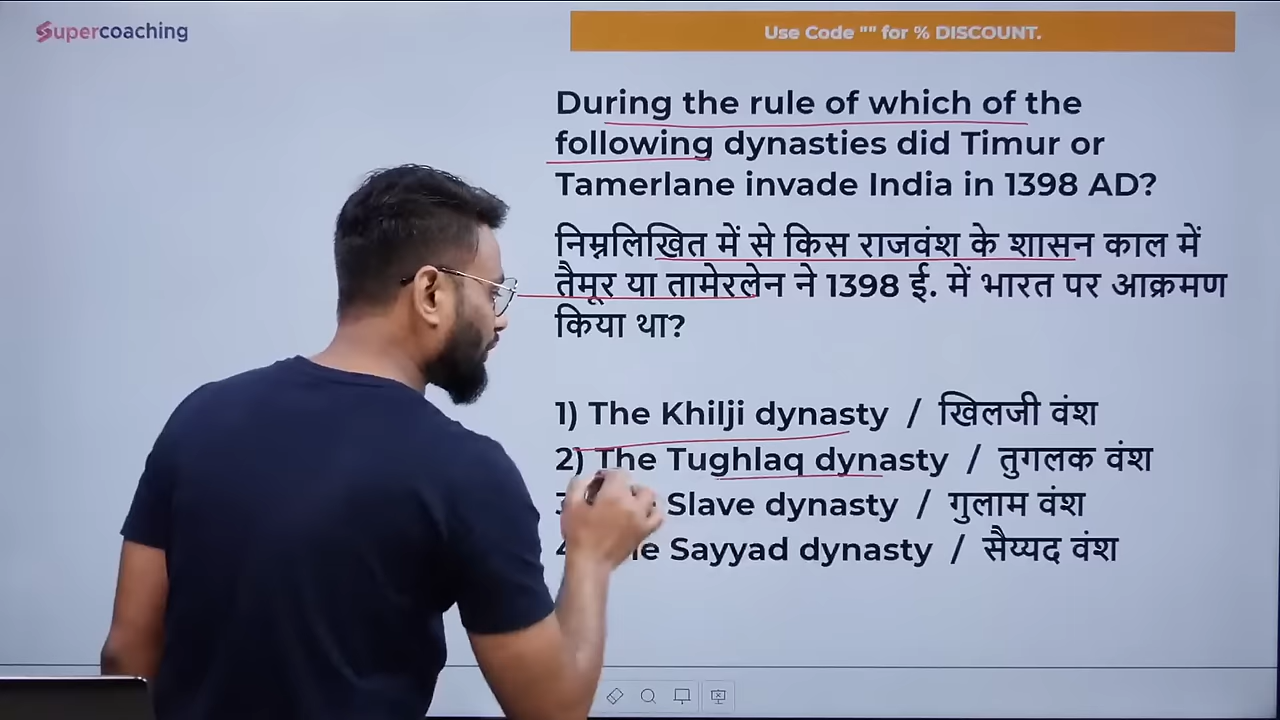 Supercoaching
Use Code "" for % DISCOUNT.
During the rule of which of the
following dynasties did Timur or
Tamerlane invade India in 1398 AD?
निम्नलिखित में से किस राजवंश के शासन काल में
तैमूर या तामेरलेन ने 1398 ई. में भारत पर आक्रमण
किया था?
1) The Khilji dynasty / खिलजी वंश
2) The Tughlaq dynasty / तुगलक वंश
Slave dynasty / गुलाम वंश
Sayyad dynasty / सैय्यद वंश